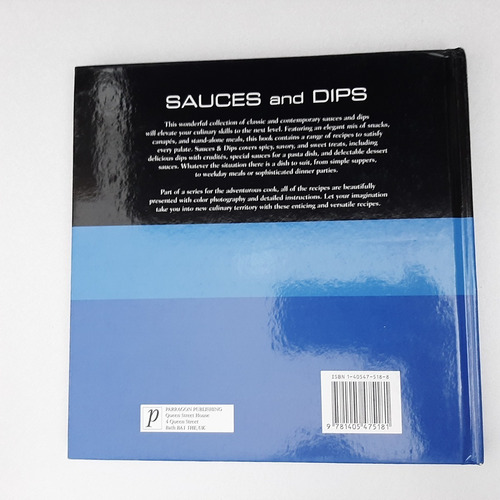 SAUCES and DIPS
This wonderful collection of classic and contemporary sauces and dips
will elevate your culinary skills to the next level. Featuring an elegant mix of snacks,
canapés, and stand-alone meals, this book contains a range of recipes to satisfy
every palate. Sauces & Dips covers spicy, savory, and sweet treats, including
delicious dips with crudités, special sauces for a pasta dish, and delectable dessert
sauces. Whatever the situation there is a dish to suit, from simple suppers,
to weekday meals or sophisticated dinner parties.
Part of a series for the adventurous cook, all of the recipes are beautifully
presented with color photography and detailed instructions. Let your imagination
take you into new culinary territory with these enticing and versatile recipes.
ISBN 1-40547-518-8
9 781405 475181
p
PARRAGON PUBLISHING
Queen Street House
4 Queen Street
Bath BA1 1HE UK